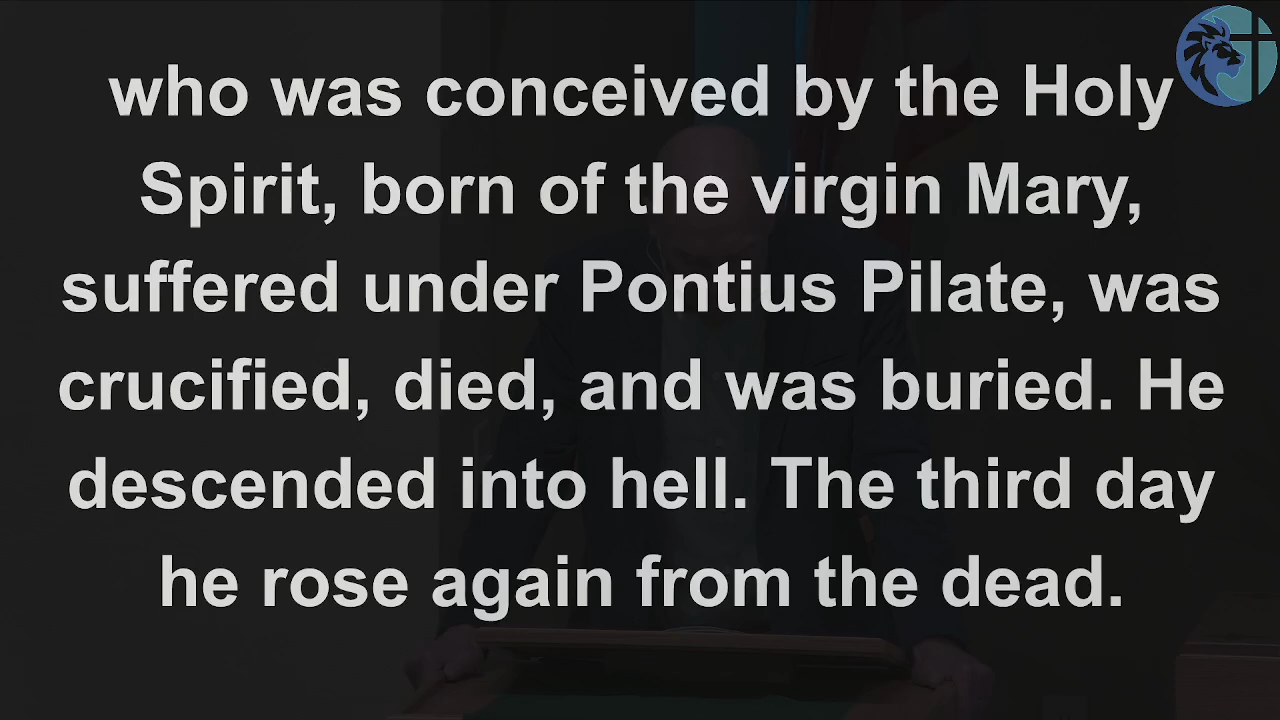 who was conceived by the Holy
Spirit, born of the virgin Mary,
suffered under Pontius Pilate, was
crucified, died, and was buried. He
descended into hell. The third day
he rose again from the dead.